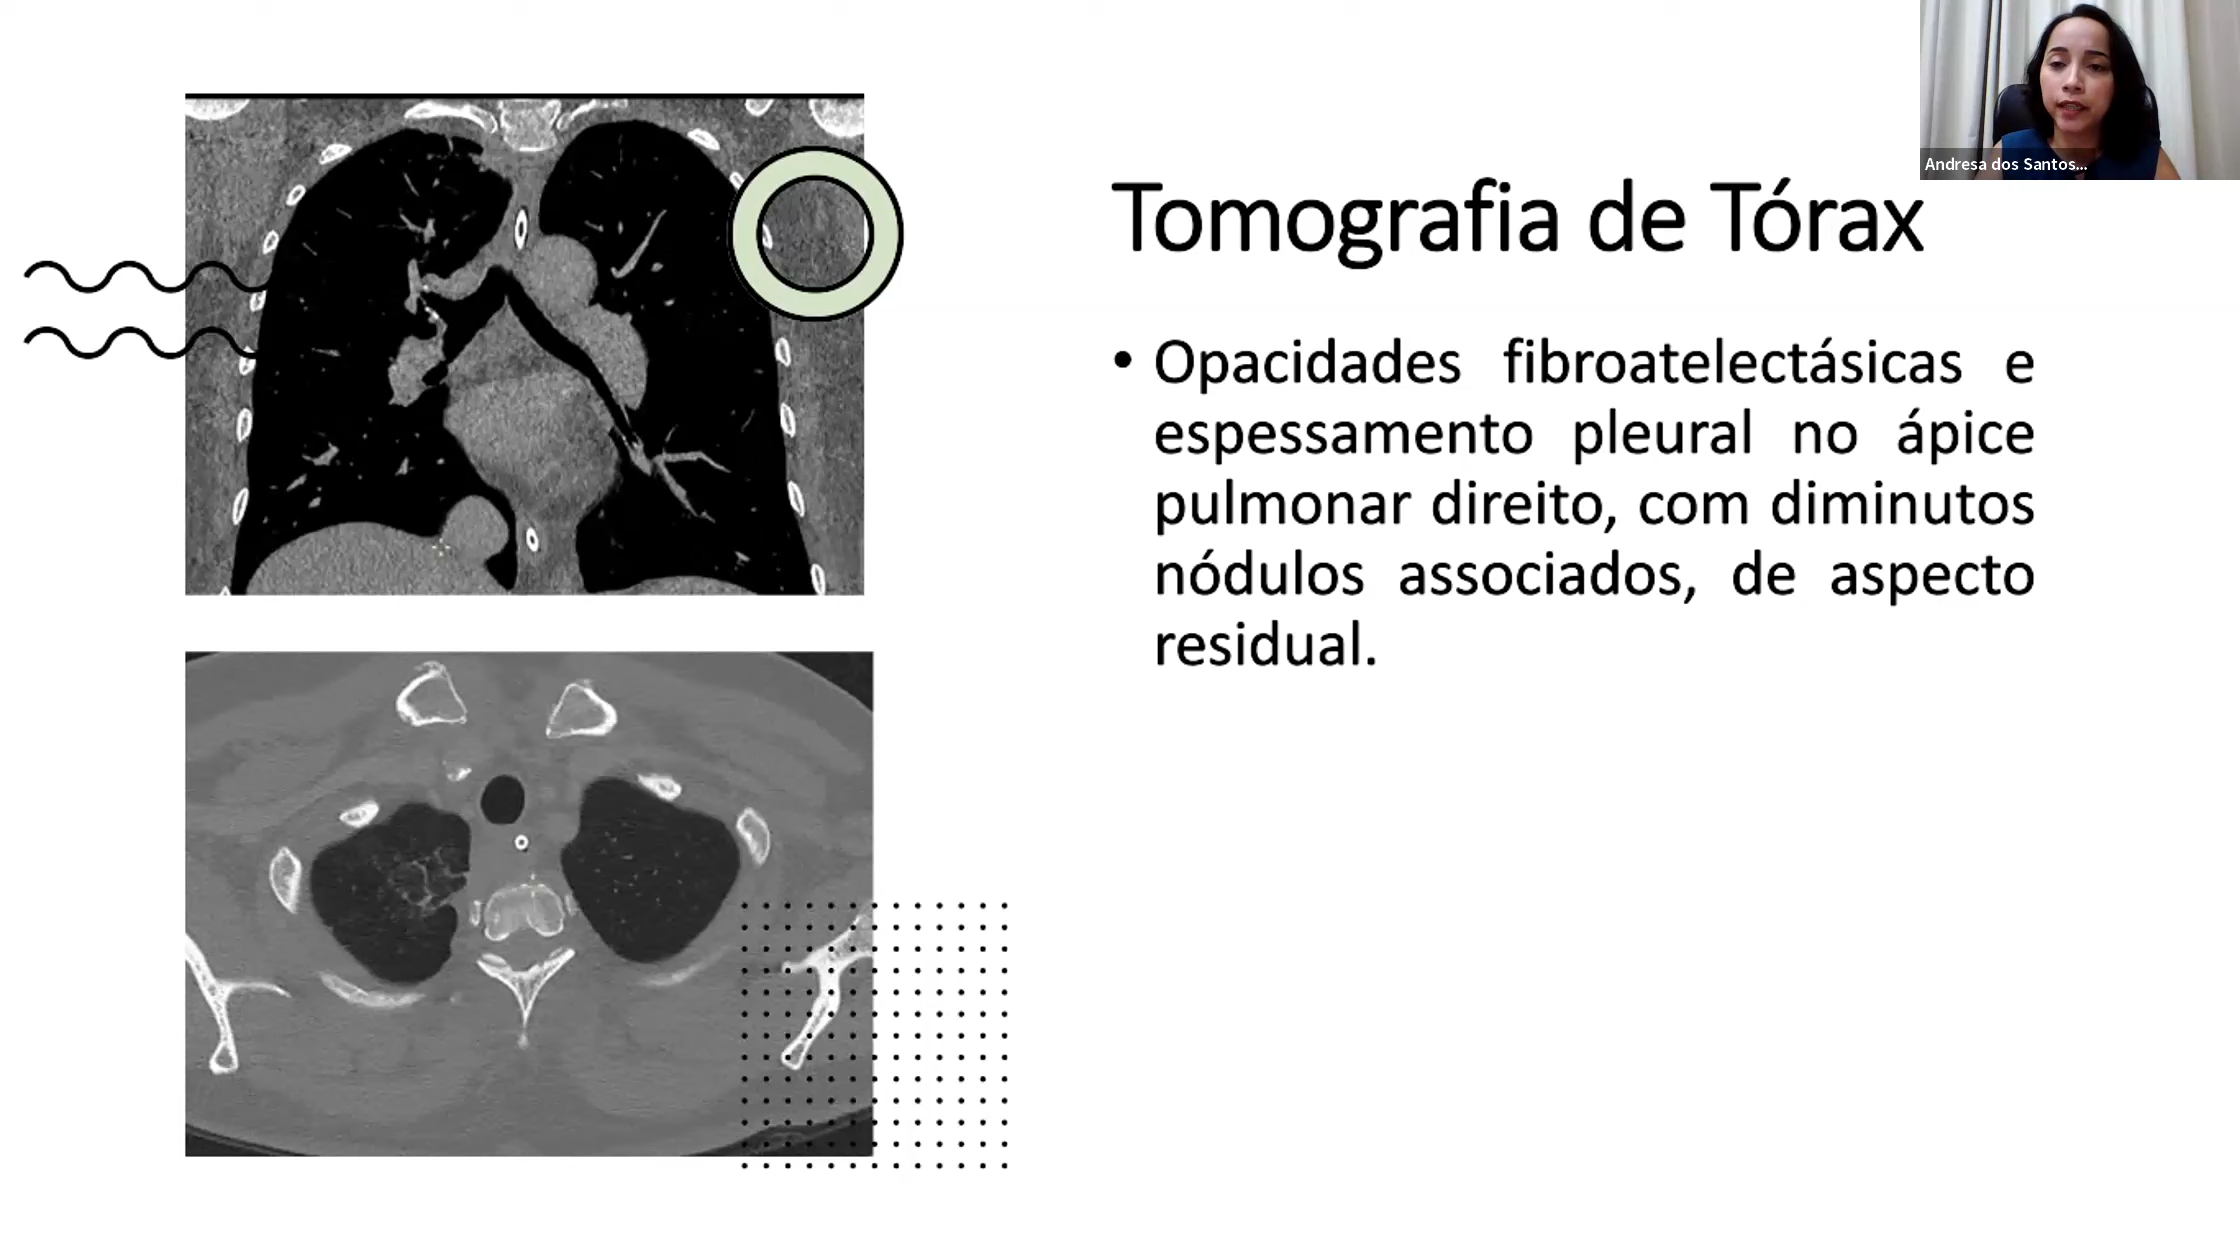 Andresa dos Santos...
Tomografia de Tórax
• Opacidades fibroatelectásicas e
espessamento pleural no ápice
pulmonar direito, com diminutos
nódulos associados, de aspecto
residual.